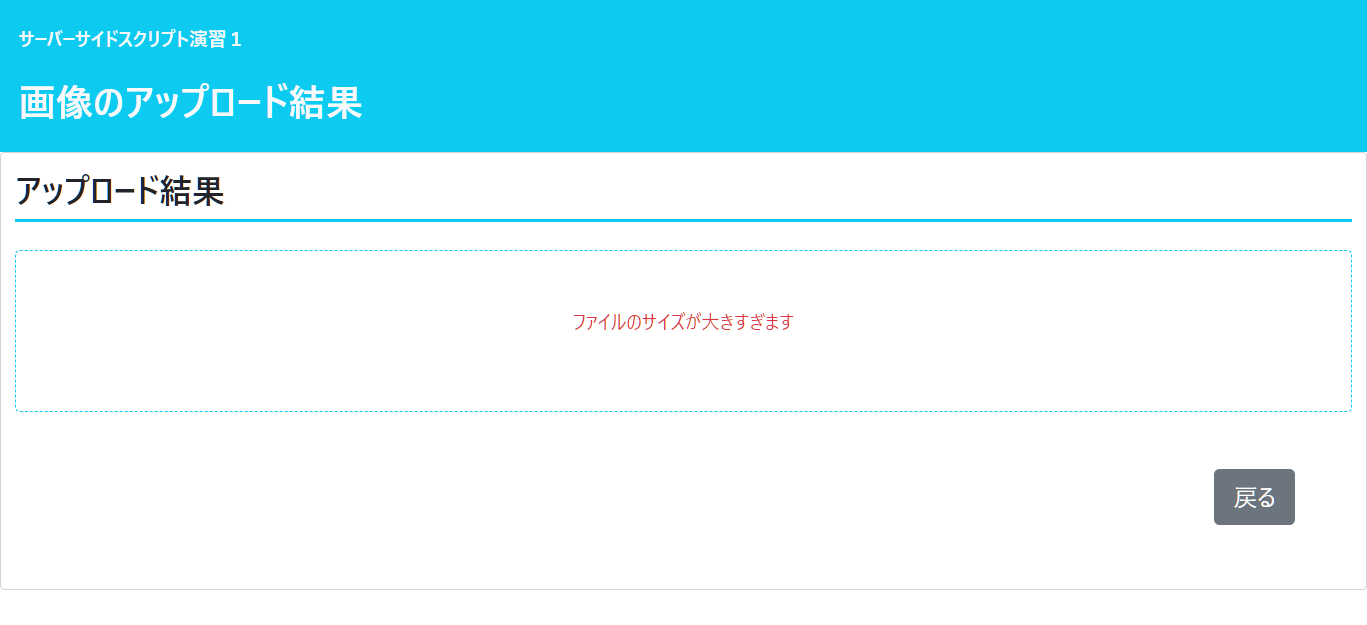 サーバーサイドスクリプト演習 1
画像のアップロード結果
アップロード結果
ファイルのサイズが大きすぎます
戻る